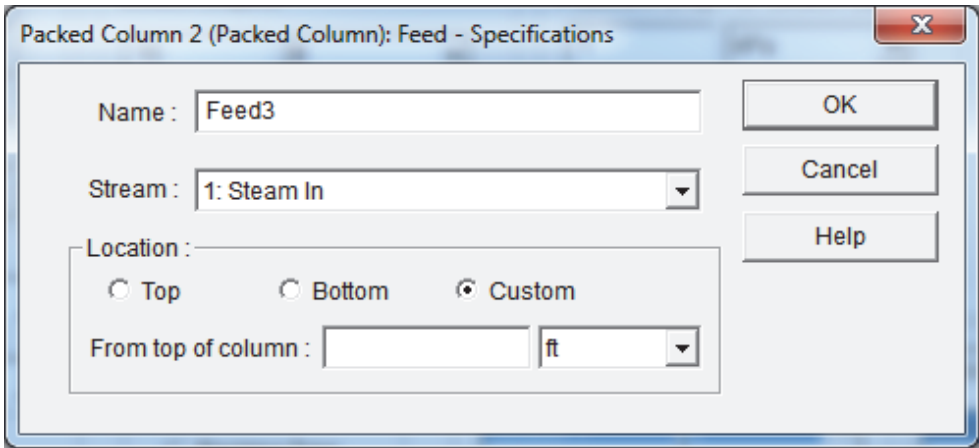 Packed Column 2 (Packed Column): Feed - Specifications
Name : Feed3 OK
Stream : 1: Steam In Cancel
Help
Location :
Top Bottom Custom
From top of column : ft